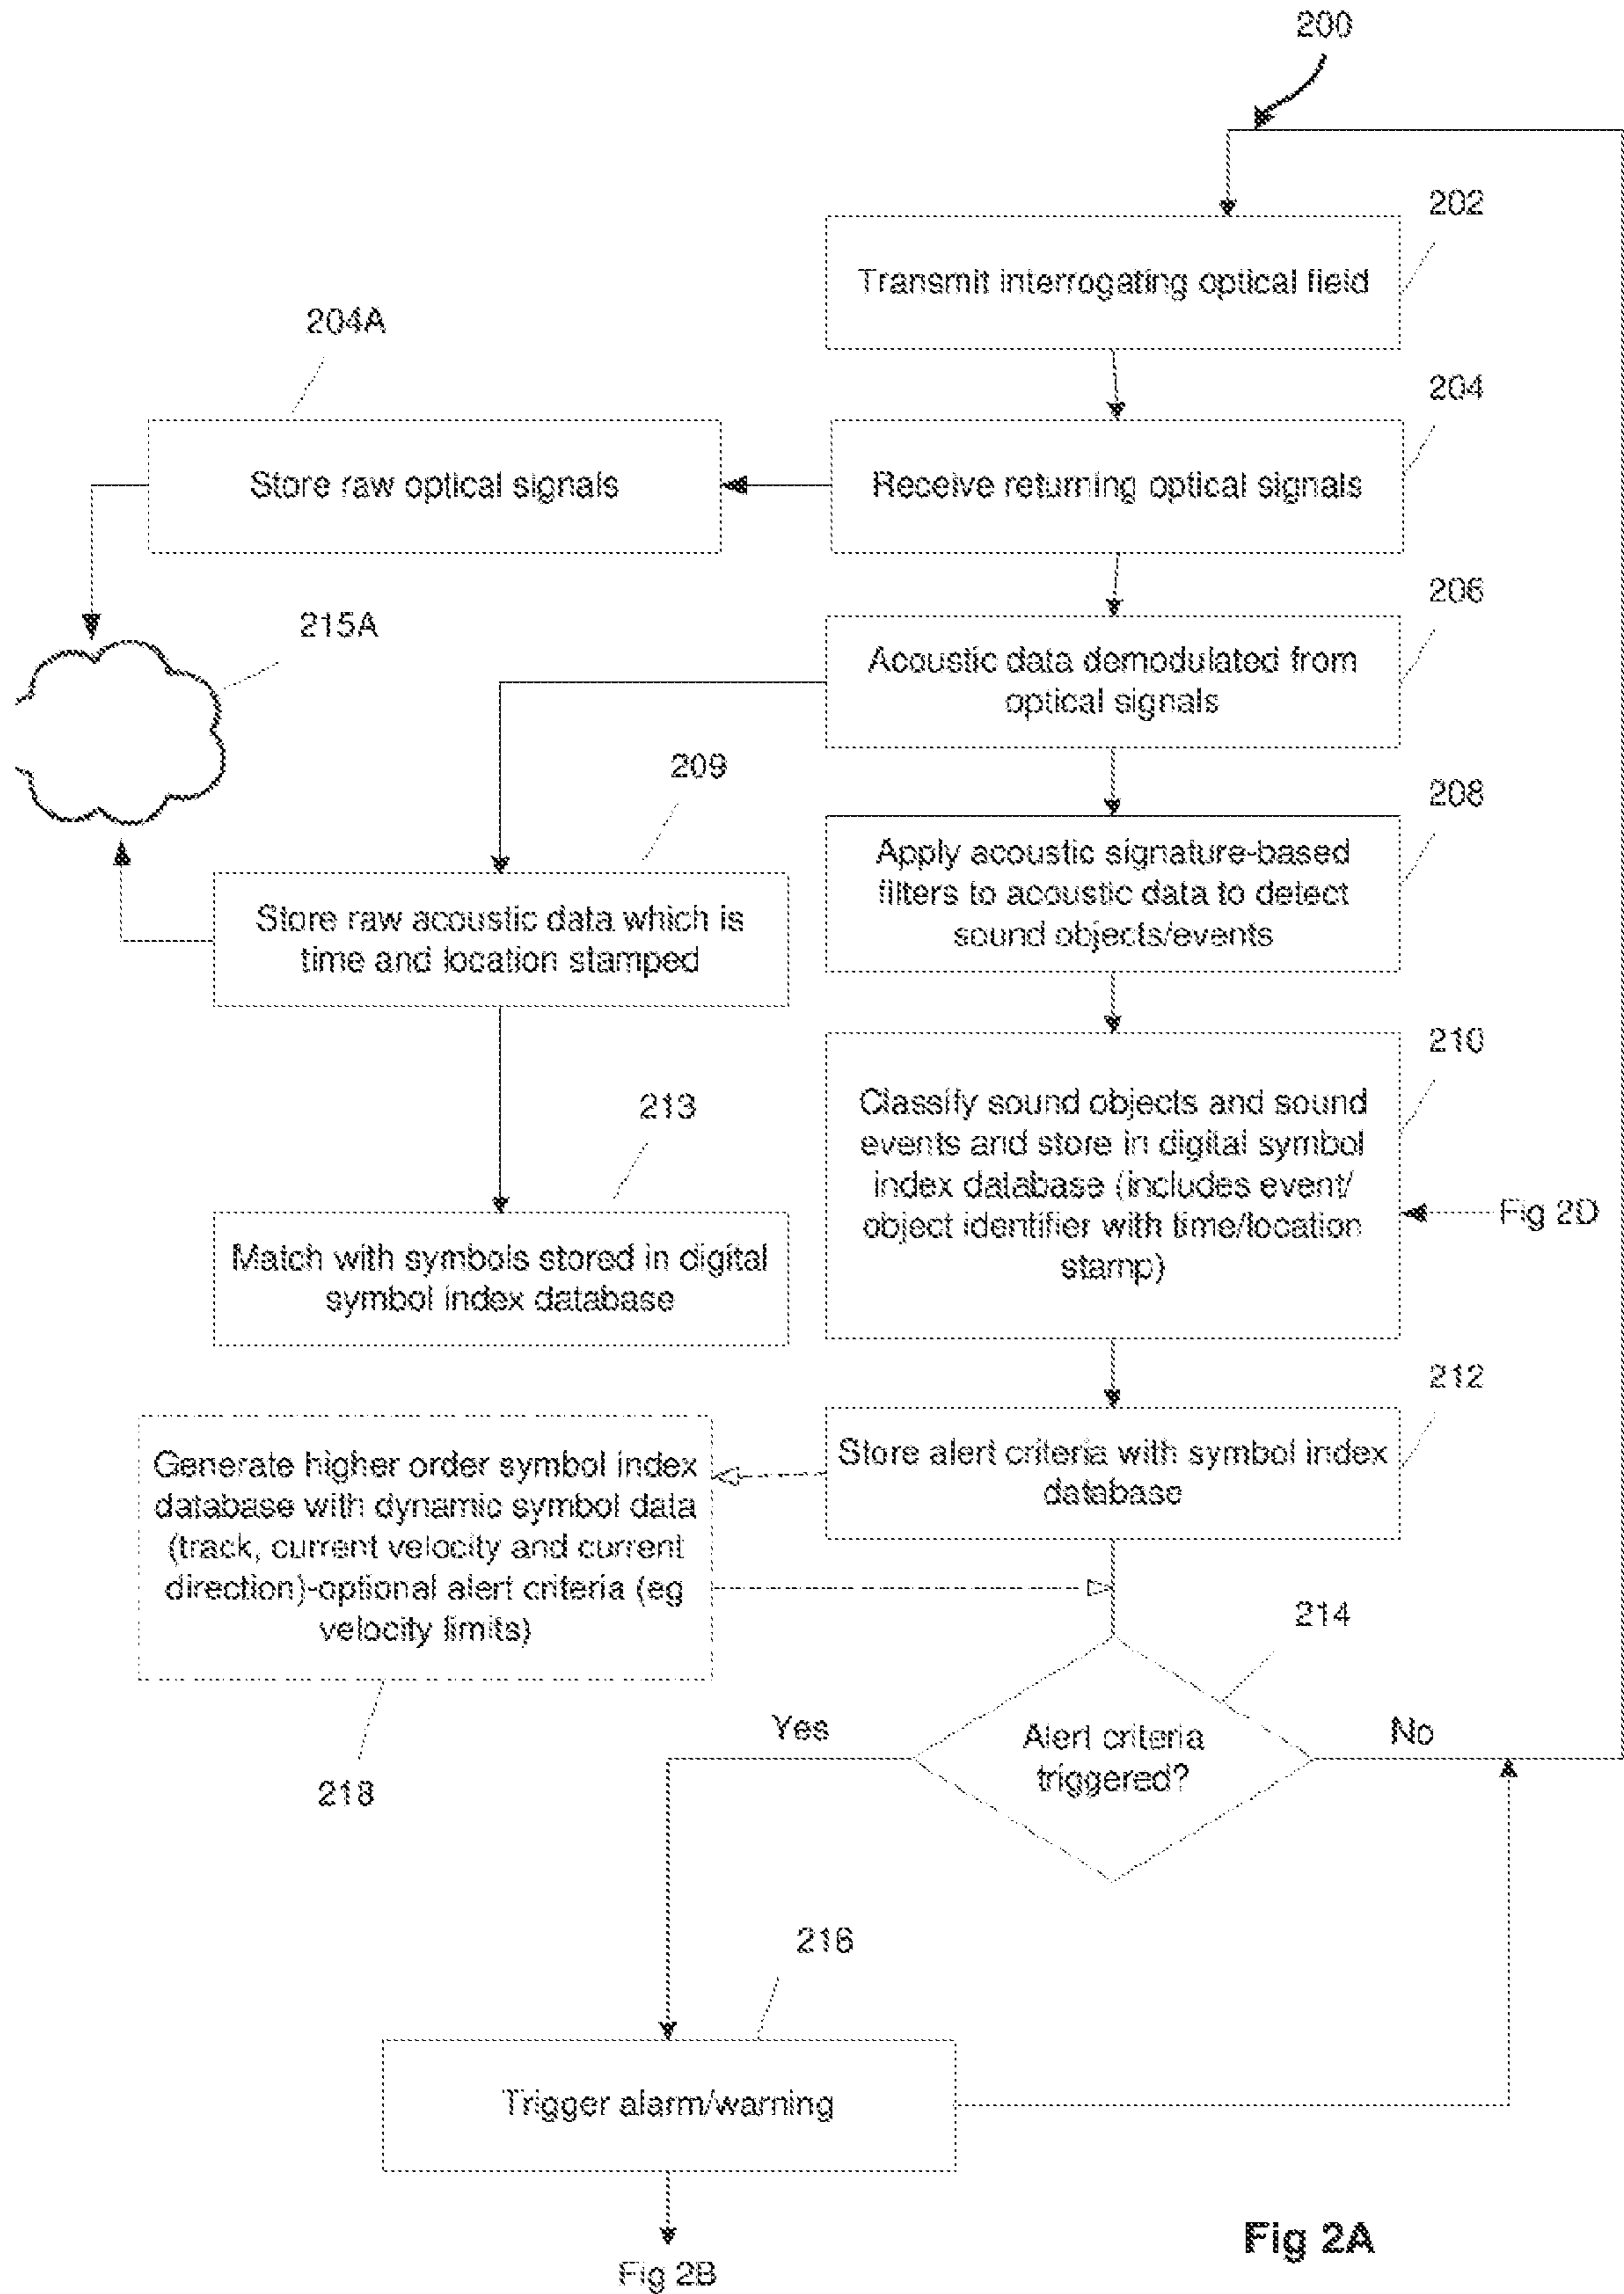 200
202
Transmit interrogating optical field
204A
204
Store raw optical signals
Receive returning optical signals
215A
206
Acoustic data demodulated from
optical signals
209
208
Store raw acoustic data which is
time and location stamped
Apply acoustic signature-based
filters to acoustic data to detect
sound objects/events
210
213
Classify sound objects and sound
events and store in digital symbol
index database (includes event/
object identifier with time/location
stamp)
Fig 2D
Match with symbols stored in digital
symbol index database
212
Store alert criteria with symbol index
database
Generate higher order symbol index
database with dynamic symbol data
(track, current velocity and current
direction)-optional alert criteria (eg
velocity limits)
218
214
Yes
Alert criteria
triggered?
No
216
Trigger alarm/warning
Fig 2B
Fig 2A